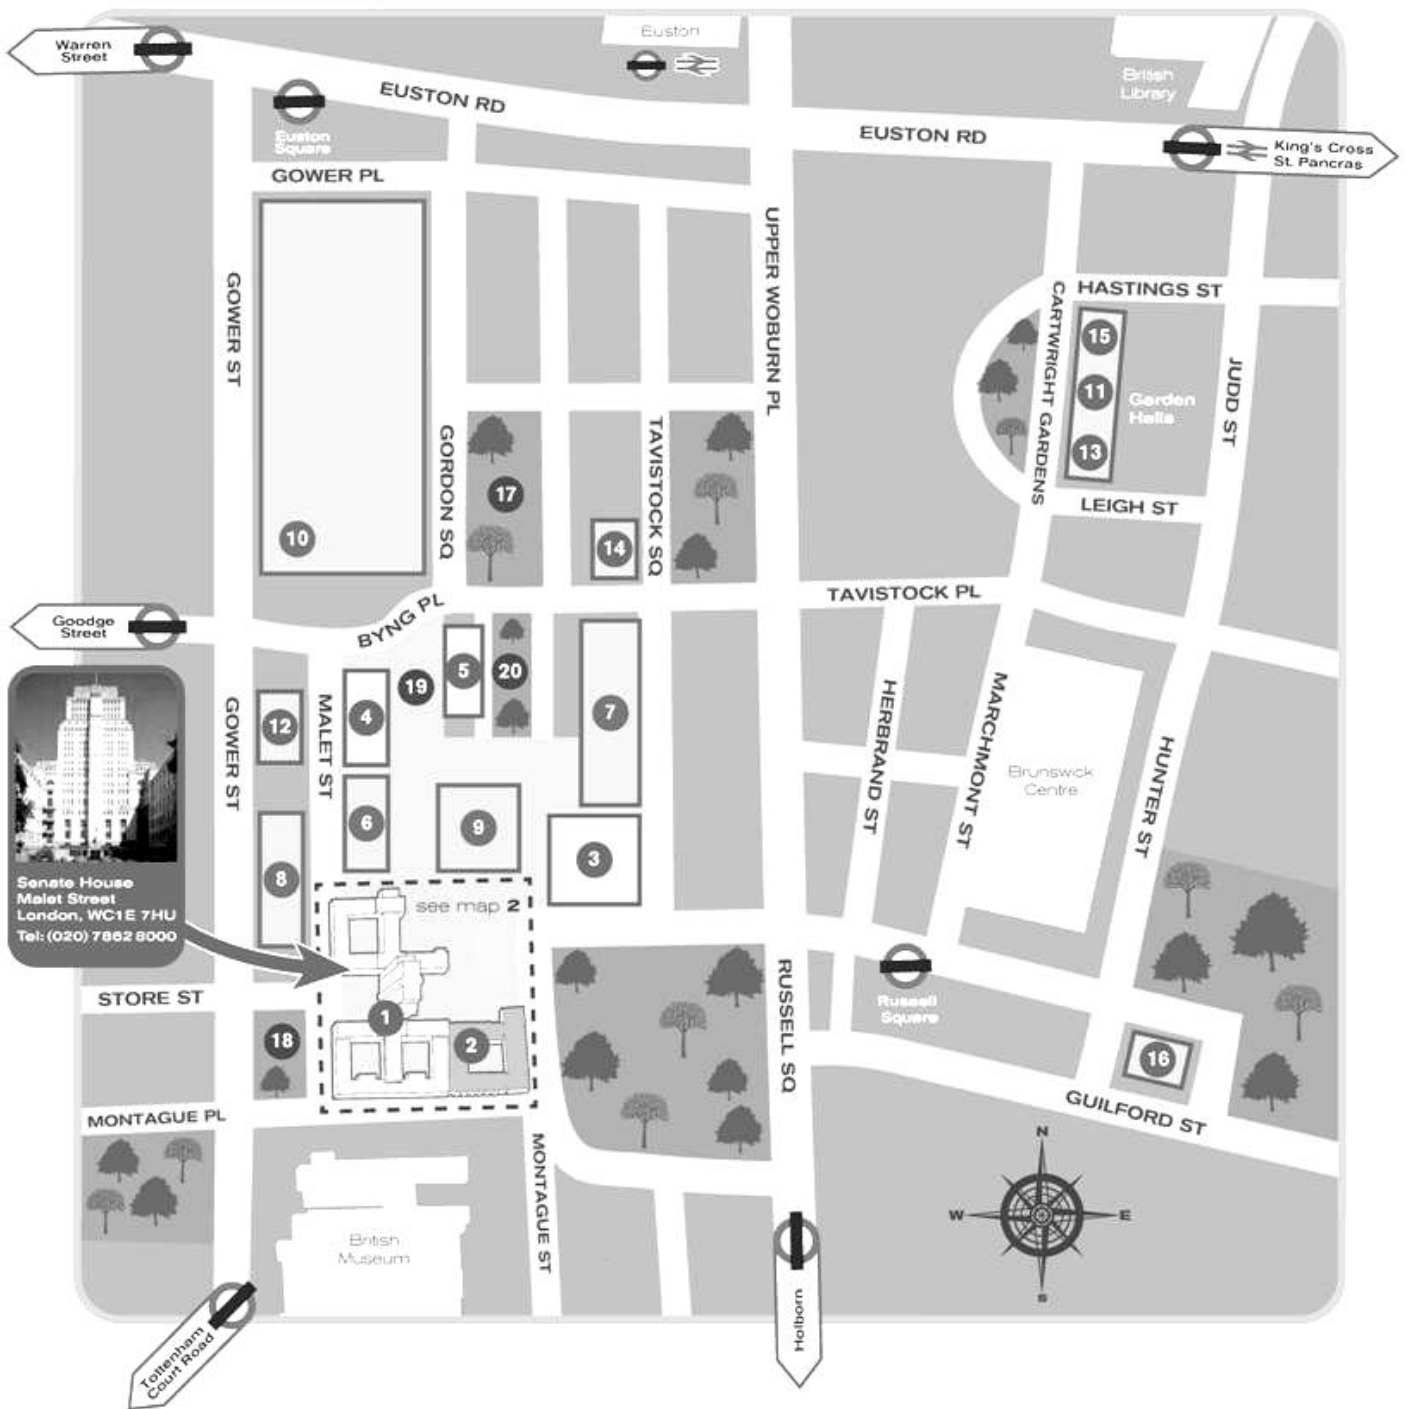 Warren
Street
Euston
British
Library
EUSTON RD
EUSTON RD
King's Cross
St. Pancras
Euston
Square
GOWER PL
UPPER WOBURN PL
GOWER ST
CARTWRIGHT GARDENS
HASTINGS ST
15
11
13
Garden
Halls
JUDD ST
GORDON SQ
17
TAVISTOCK SQ
10
14
LEIGH ST
TAVISTOCK PL
BYNG PL
Goodge
Street
5
20
19
4
12
7
GOWER ST
MALET ST
HERBRAND ST
MARCHMONT ST
HUNTER ST
Brunswick
Centre
6
9
3
8
Senate House
Malet Street
London, WC1E 7HU
Tel: (020) 7862 8000
see map 2
STORE ST
1
2
18
RUSSELL SQ
Russell
Square
16
MONTAGUE PL
GUILFORD ST
MONTAGUE ST
British
Museum
N
W
E
S
Holborn
Tottenham
Court Road